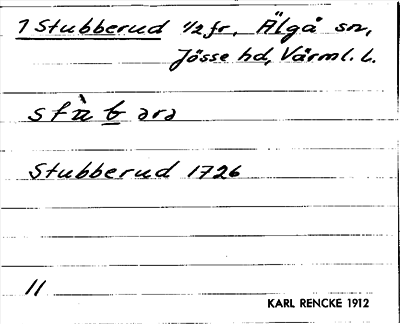 1 Stubberud 1/2 fr, Älgå sn,
Jösse hd, Värml. l.
Stubberud 1726
11
KARL RENCKE 1912